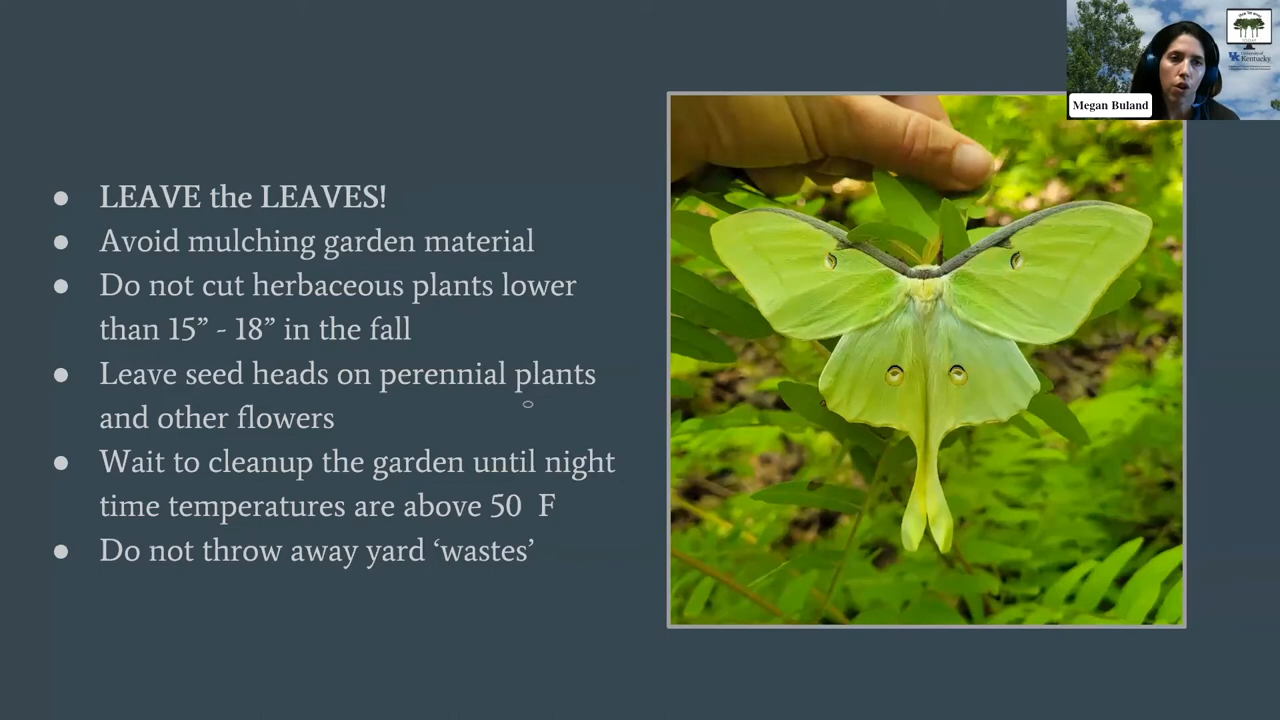 LEAVE the LEAVES!
Avoid mulching garden material
Do not cut herbaceous plants lower
than 15” - 18” in the fall
Leave seed heads on perennial plants
and other flowers
Wait to cleanup the garden until night
time temperatures are above 50  F
Do not throw away yard ‘wastes’
Megan Buland
UK
Kentucky